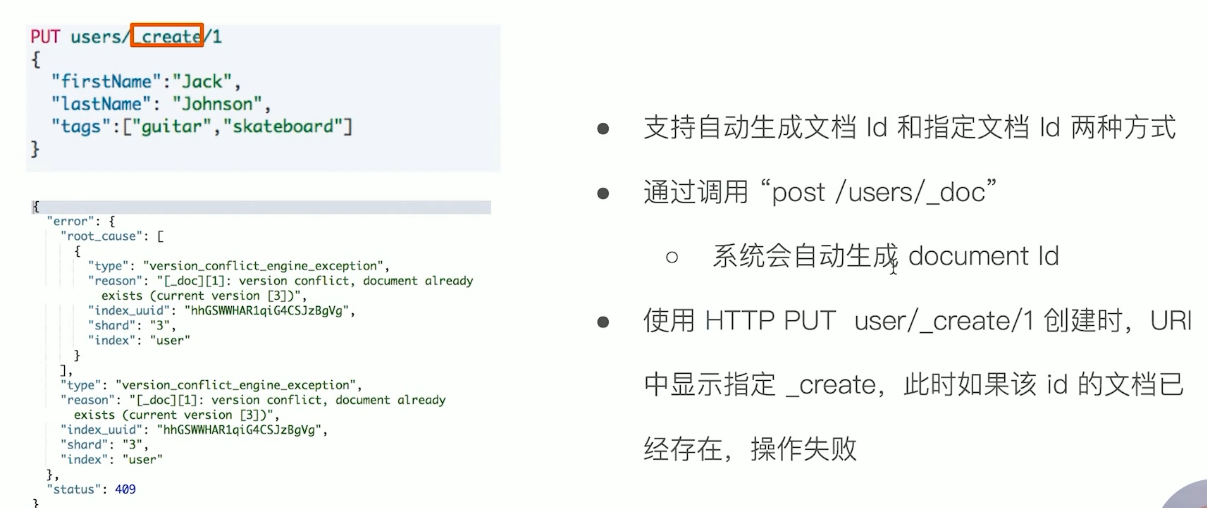 PUT users/_create/1
{
"firstName":"Jack",
"lastName": "Johnson",
"tags":["guitar","skateboard"]
}
{
"error": {
"root_cause": [
{
"type": "version_conflict_engine_exception",
"reason": "[_doc][1]: version conflict, document already
exists (current version [3])",
"index_uuid": "hhGSWWHAR1qiG4CSJzBgVg",
"shard": "3",
"index": "user"
}
],
"type": "version_conflict_engine_exception",
"reason": "[_doc][1]: version conflict, document already
exists (current version [3])",
"index_uuid": "hhGSWWHAR1qiG4CSJzBgVg",
"shard": "3",
"index": "user"
},
"status": 409
}
● 支持自动生成文档 Id 和指定文档 Id 两种方式
● 通过调用 “post /users/_doc”
○ 系统会自动生成 document Id
● 使用 HTTP PUT user/_create/1 创建时，URI
中显示指定 _create，此时如果该 id 的文档已
经存在，操作失败